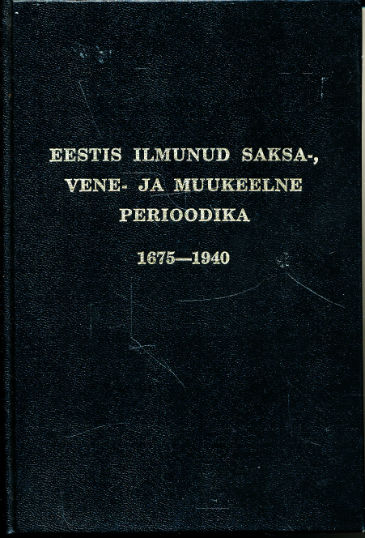 EESTIS ILMUNUD SAKSA-,
VENE- JA MUUKEELNE
PERIOODIKA
1675—1940